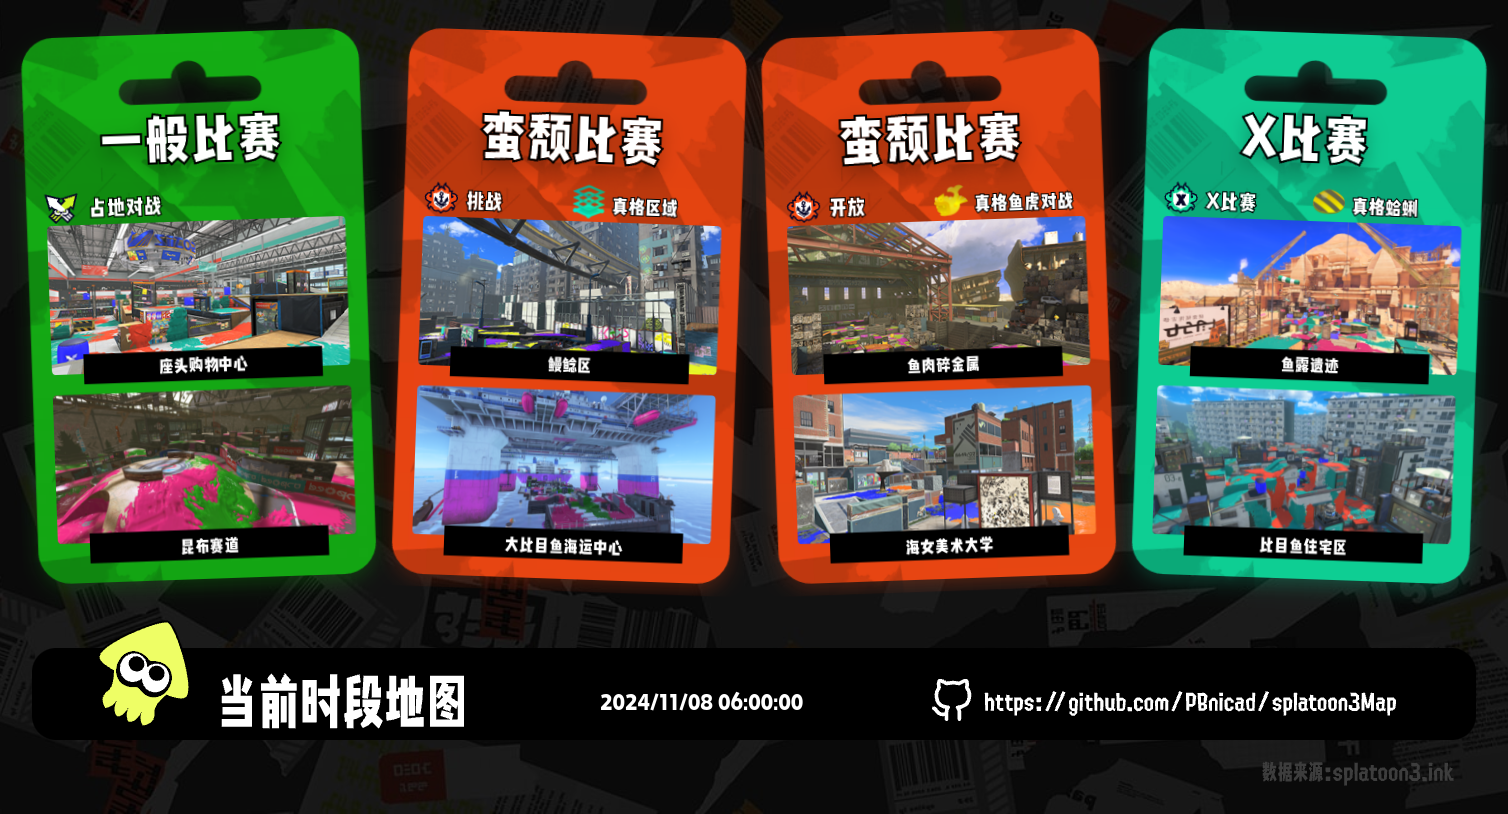 一般比赛
占地对战
座头购物中心
昆布赛道
蛮颓比赛
挑战
真格区域
鳗鲶区
大比目鱼海运中心
蛮颓比赛
开放
真格鱼虎对战
鱼肉碎金属
海女美术大学
X比赛
X比赛
真格蛤蜊
鱼露遗迹
比目鱼住宅区
当前时段地图
2024/11/08 06:00:00
https://github.com/PBnicad/splatoon3Map
数据来源:splatoon3.ink